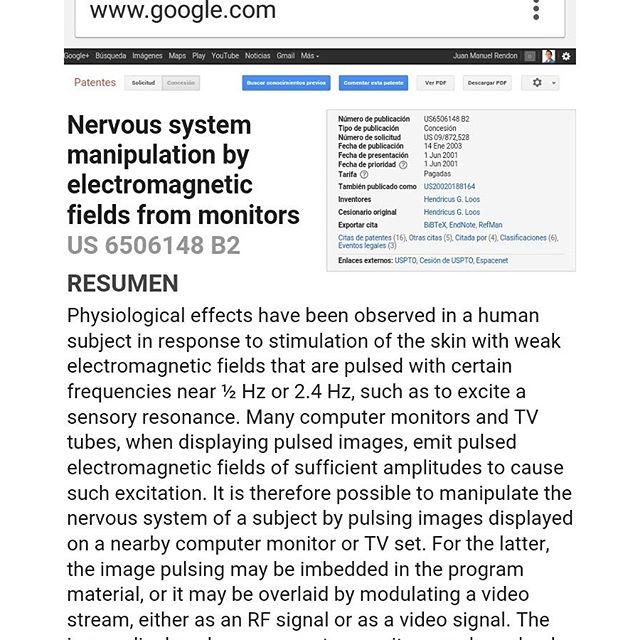 www.google.com
Google+ Búsqueda Imágenes Maps Play YouTube Noticias Gmail Más Juan Manuel Rendon
Patentes Solicitud Concesión Buscar conocimientos previos Comentar esta patente Ver PDF Descargar PDF
Nervous system
manipulation by
electromagnetic
fields from monitors
US 6506148 B2
Número de publicación US6506148 B2
Tipo de publicación Concesión
Número de solicitud US 09/872,528
Fecha de publicación 14 Ene 2003
Fecha de presentación 1 Jun 2001
Fecha de prioridad ? 1 Jun 2001
Tarifa ? Pagadas
También publicado como US20020188164
Inventores Hendricus G. Loos
Cesionario original Hendricus G. Loos
Exportar cita BiBTeX, EndNote, RefMan
Citas de patentes (16), Otras citas (5), Citada por (4), Clasificaciones (6),
Eventos legales (3)
Enlaces externos: USPTO, Cesión de USPTO, Espacenet
RESUMEN
Physiological effects have been observed in a human
subject in response to stimulation of the skin with weak
electromagnetic fields that are pulsed with certain
frequencies near ½ Hz or 2.4 Hz, such as to excite a
sensory resonance. Many computer monitors and TV
tubes, when displaying pulsed images, emit pulsed
electromagnetic fields of sufficient amplitudes to cause
such excitation. It is therefore possible to manipulate the
nervous system of a subject by pulsing images displayed
on a nearby computer monitor or TV set. For the latter,
the image pulsing may be imbedded in the program
material, or it may be overlaid by modulating a video
stream, either as an RF signal or as a video signal. The